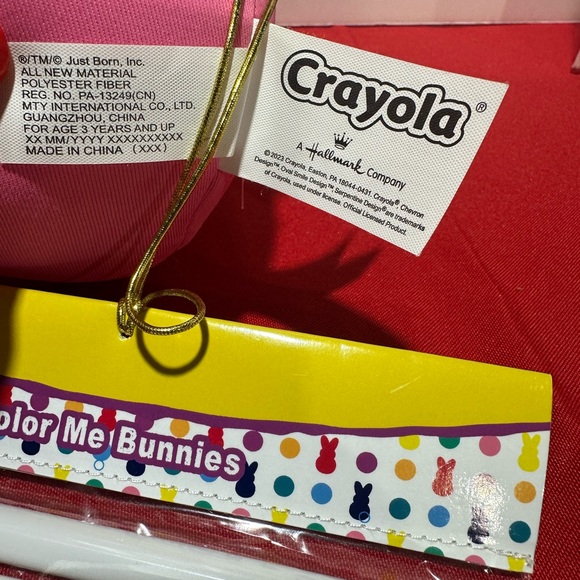 ®/TM/© Just Born, Inc.
ALL NEW MATERIAL
POLYESTER FIBER
REG. NO. PA-13249(CN)
MTY INTERNATIONAL CO., LTD.
GUANGZHOU, CHINA
FOR AGE 3 YEARS AND UP
XX MM/YYYY XXXXXXXXXX
MADE IN CHINA (XXX)
Crayola®
A Hallmark Company
©2023 Crayola, Easton, PA 18044-0431. Crayola®, Chevron
Design™, Oval Smile Design™ Serpentine Design® are trademarks
of Crayola, used under license. Official Licensed Product.
olor Me Bunnies